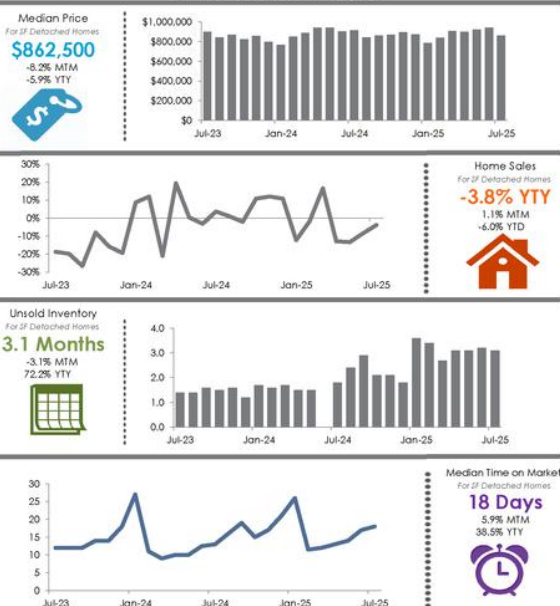 Median Price
For SF Detached Homes
$862,500
-8.2% MTM
-5.9% YTY
$
$1,000,000
$800,000
$600,000
$400,000
$200,000
$0
Jul-23 Jan-24 Jul-24 Jan-25 Jul-25
30%
20%
10%
0%
-10%
-20%
-30%
Jul-23 Jan-24 Jul-24 Jan-25 Jul-25
Home Sales
For SF Detached Homes
-3.8% YTY
1.1% MTM
-6.0% YTD
Unsold Inventory
For SF Detached Homes
3.1 Months
-3.1% MTM
72.2% YTY
4.0
3.0
2.0
1.0
0.0
Jul-23 Jan-24 Jul-24 Jan-25 Jul-25
30
25
20
15
10
5
0
Jul-23 Jan-24 Jul-24 Jan-25 Jul-25
Median Time on Market
For SF Detached Homes
18 Days
5.9% MTM
38.5% YTY